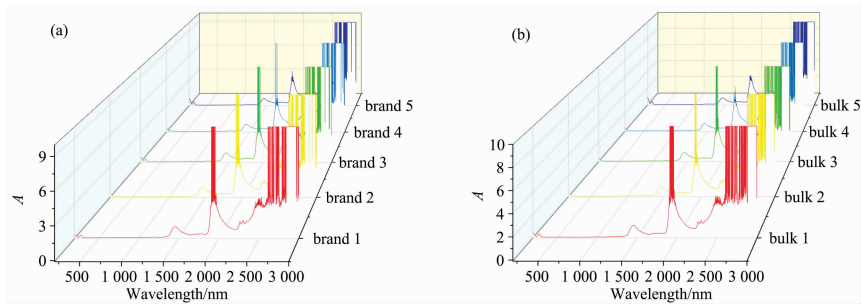 (a)
brand 5
brand 4
brand 3
brand 2
brand 1
9
6
3
0
A
500 1 000 1 500 2 000 2 500 3 000
Wavelength/nm
(b)
bulk 5
bulk 4
bulk 3
bulk 2
bulk 1
10
8
6
4
2
0
A
500 1 000 1 500 2 000 2 500 3 000
Wavelength/nm